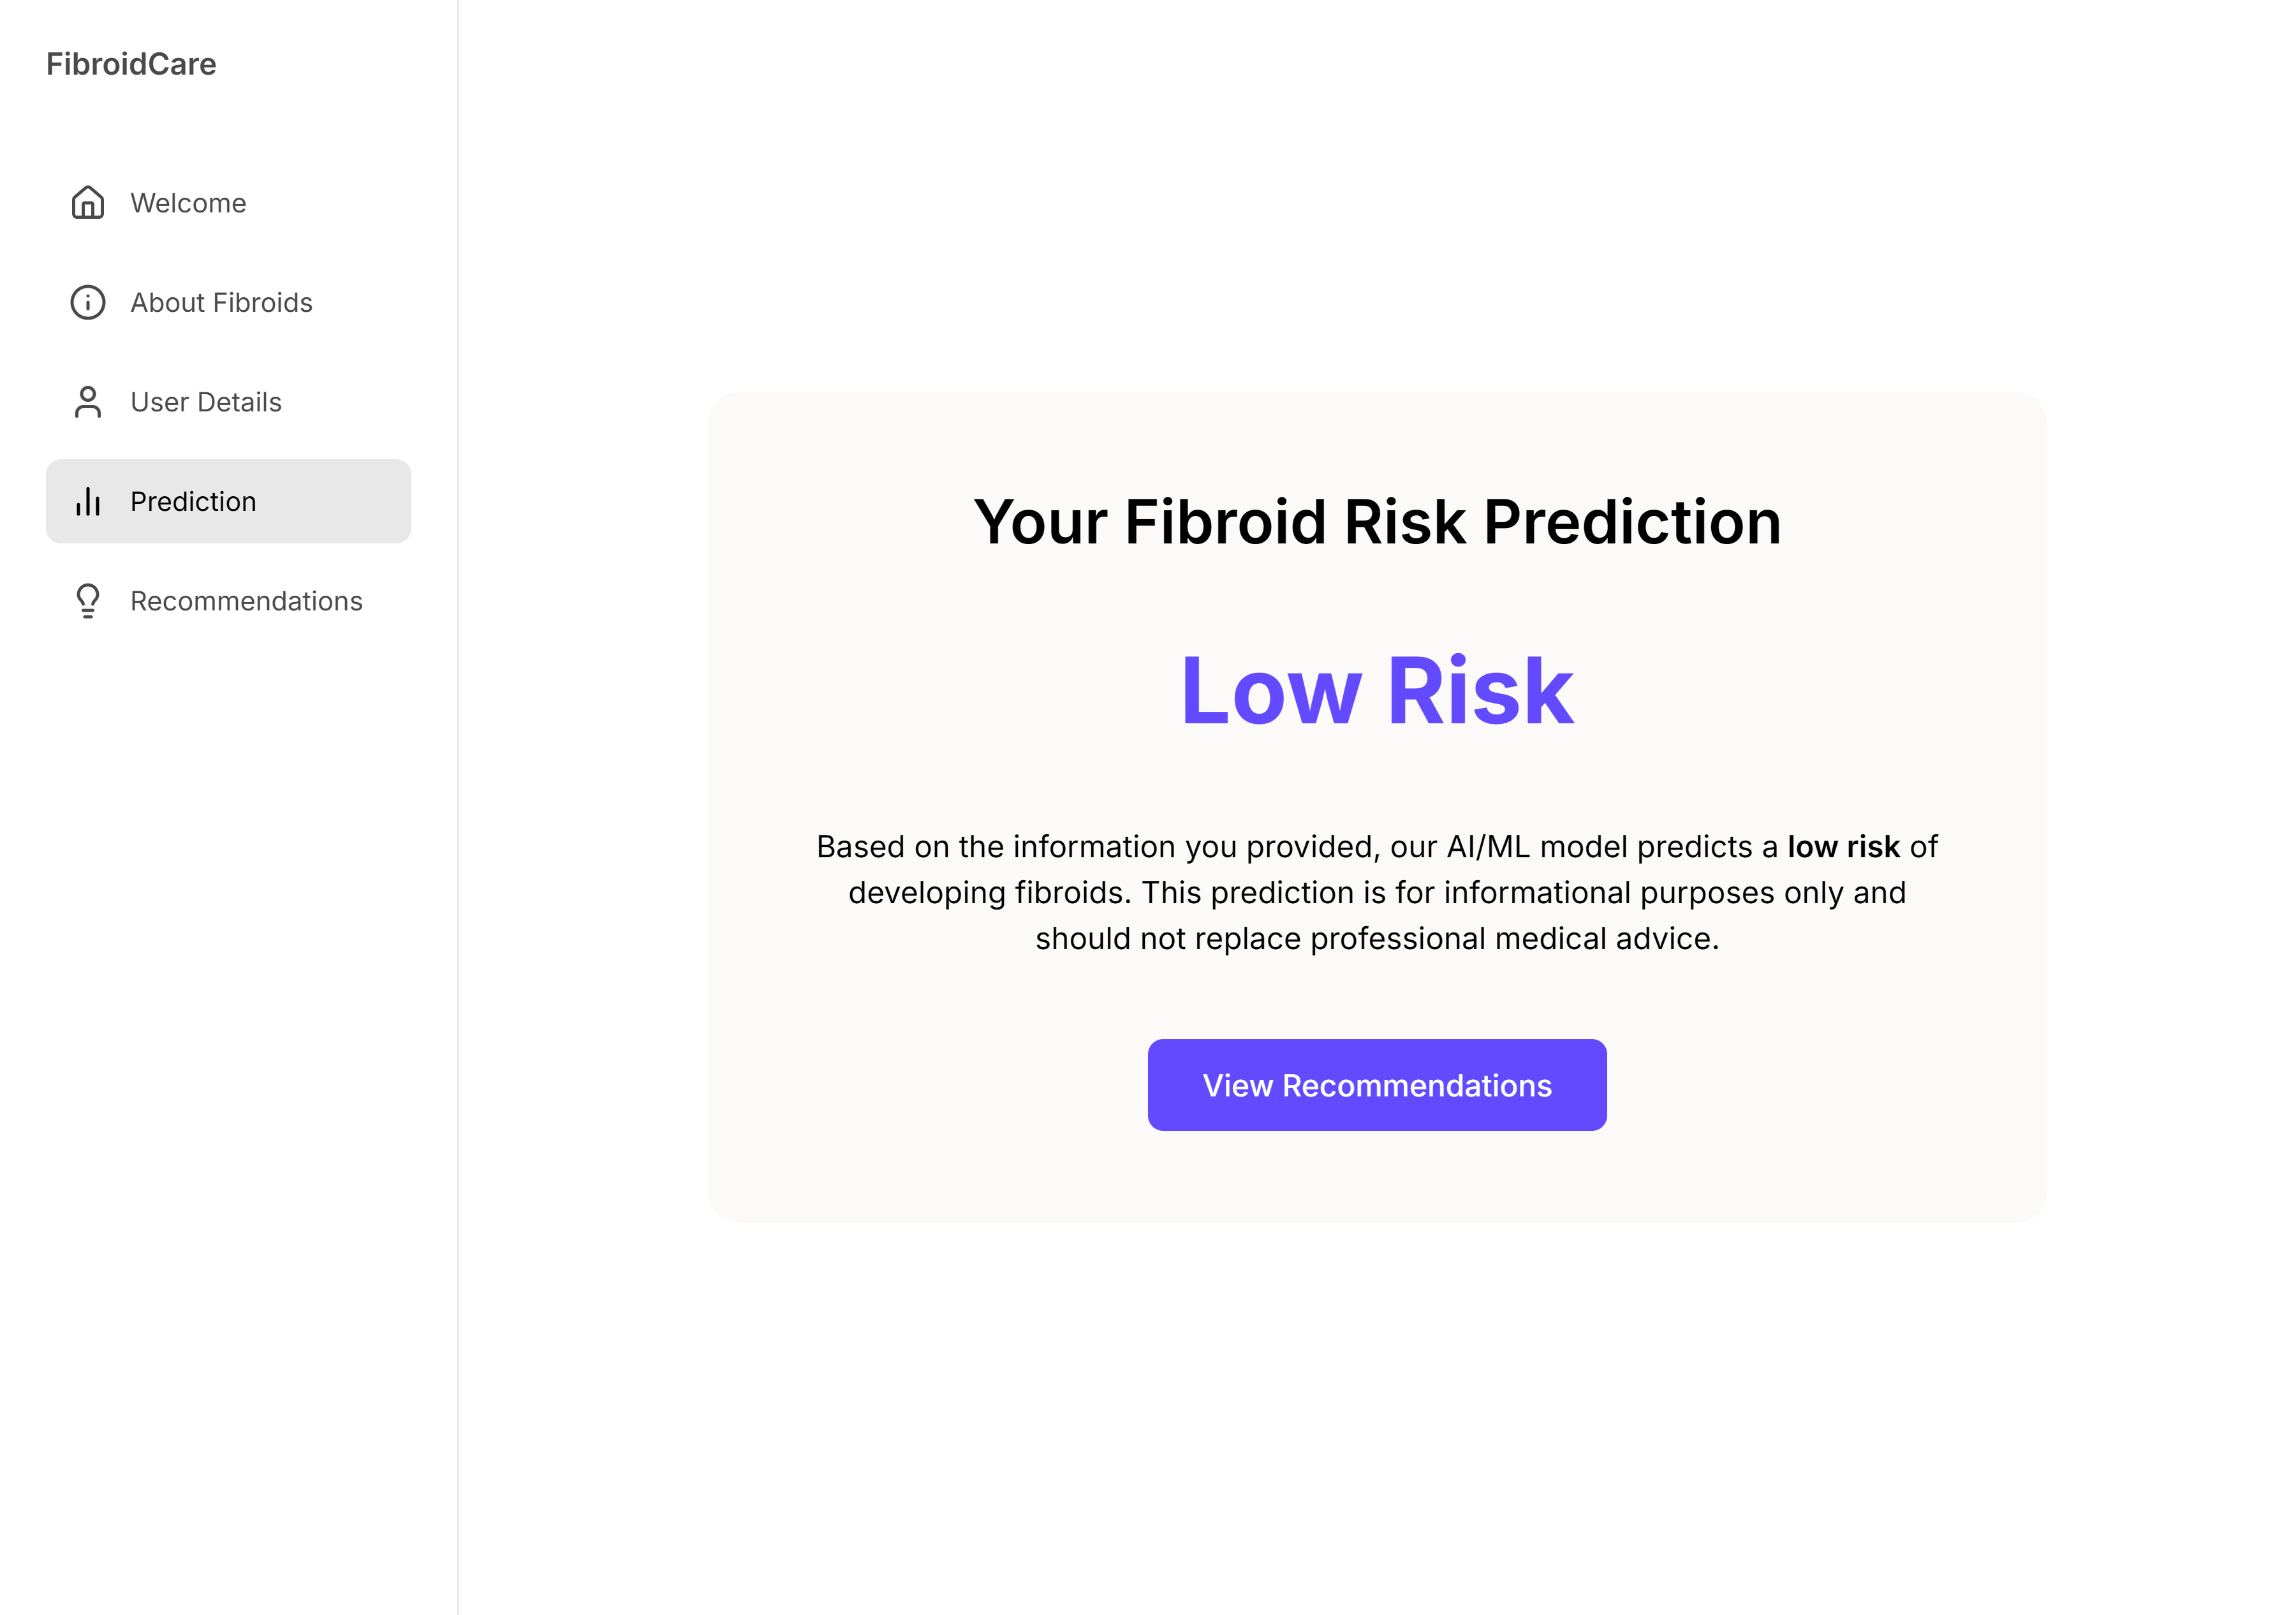 FibroidCare
Welcome
About Fibroids
User Details
Prediction
Recommendations
Your Fibroid Risk Prediction
Low Risk
Based on the information you provided, our AI/ML model predicts a low risk of
developing fibroids. This prediction is for informational purposes only and
should not replace professional medical advice.
View Recommendations